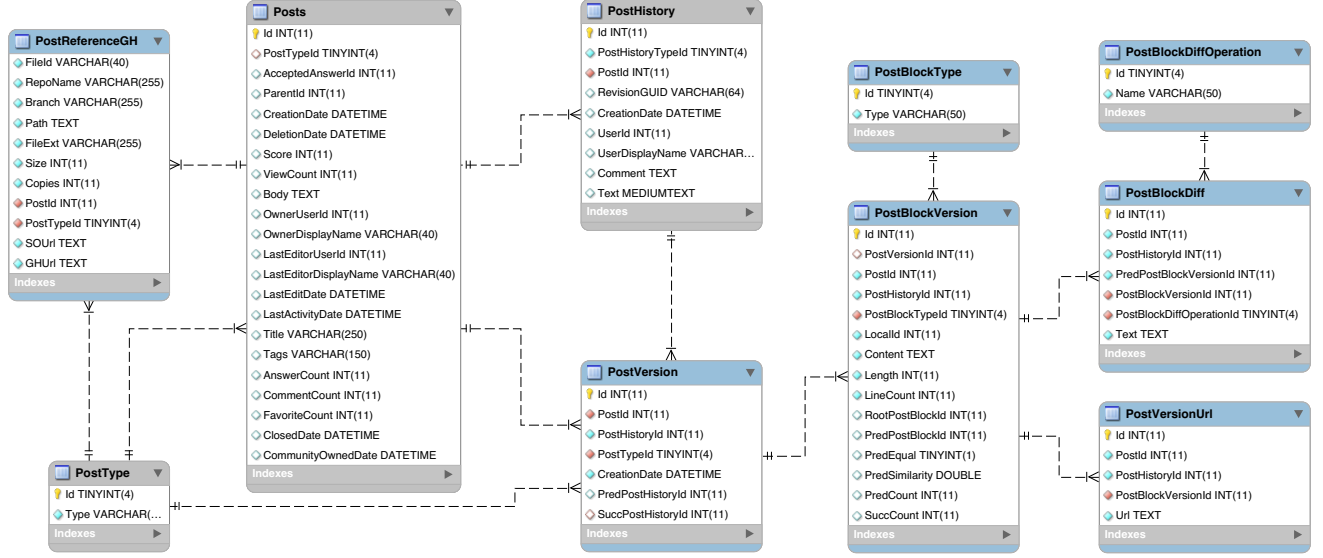 PostReferenceGH
FileId VARCHAR(40)
RepoName VARCHAR(255)
Branch VARCHAR(255)
Path TEXT
FileExt VARCHAR(255)
Size INT(11)
Copies INT(11)
PostId INT(11)
PostTypeId TINYINT(4)
SOUrl TEXT
GHUrl TEXT
Indexes
PostType
Id TINYINT(4)
Type VARCHAR(...
Indexes
Posts
Id INT(11)
PostTypeId TINYINT(4)
AcceptedAnswerId INT(11)
ParentId INT(11)
CreationDate DATETIME
DeletionDate DATETIME
Score INT(11)
ViewCount INT(11)
Body TEXT
OwnerUserId INT(11)
OwnerDisplayName VARCHAR(40)
LastEditorUserId INT(11)
LastEditorDisplayName VARCHAR(40)
LastEditDate DATETIME
LastActivityDate DATETIME
Title VARCHAR(250)
Tags VARCHAR(150)
AnswerCount INT(11)
CommentCount INT(11)
FavoriteCount INT(11)
ClosedDate DATETIME
CommunityOwnedDate DATETIME
Indexes
PostHistory
Id INT(11)
PostHistoryTypeId TINYINT(4)
PostId INT(11)
RevisionGUID VARCHAR(64)
CreationDate DATETIME
UserId INT(11)
UserDisplayName VARCHAR...
Comment TEXT
Text MEDIUMTEXT
Indexes
PostVersion
Id INT(11)
PostId INT(11)
PostHistoryId INT(11)
PostTypeId TINYINT(4)
CreationDate DATETIME
PredPostHistoryId INT(11)
SuccPostHistoryId INT(11)
Indexes
PostBlockType
Id TINYINT(4)
Type VARCHAR(50)
Indexes
PostBlockVersion
Id INT(11)
PostVersionId INT(11)
PostId INT(11)
PostHistoryId INT(11)
PostBlockTypeId TINYINT(4)
LocalId INT(11)
Content TEXT
Length INT(11)
LineCount INT(11)
RootPostBlockId INT(11)
PredPostBlockId INT(11)
PredEqual TINYINT(1)
PredSimilarity DOUBLE
PredCount INT(11)
SuccCount INT(11)
Indexes
PostBlockDiffOperation
Id TINYINT(4)
Name VARCHAR(50)
Indexes
PostBlockDiff
Id INT(11)
PostId INT(11)
PostHistoryId INT(11)
PredPostBlockVersionId INT(11)
PostBlockVersionId INT(11)
PostBlockDiffOperationId TINYINT(4)
Text TEXT
Indexes
PostVersionUrl
Id INT(11)
PostId INT(11)
PostHistoryId INT(11)
PostBlockVersionId INT(11)
Url TEXT
Indexes